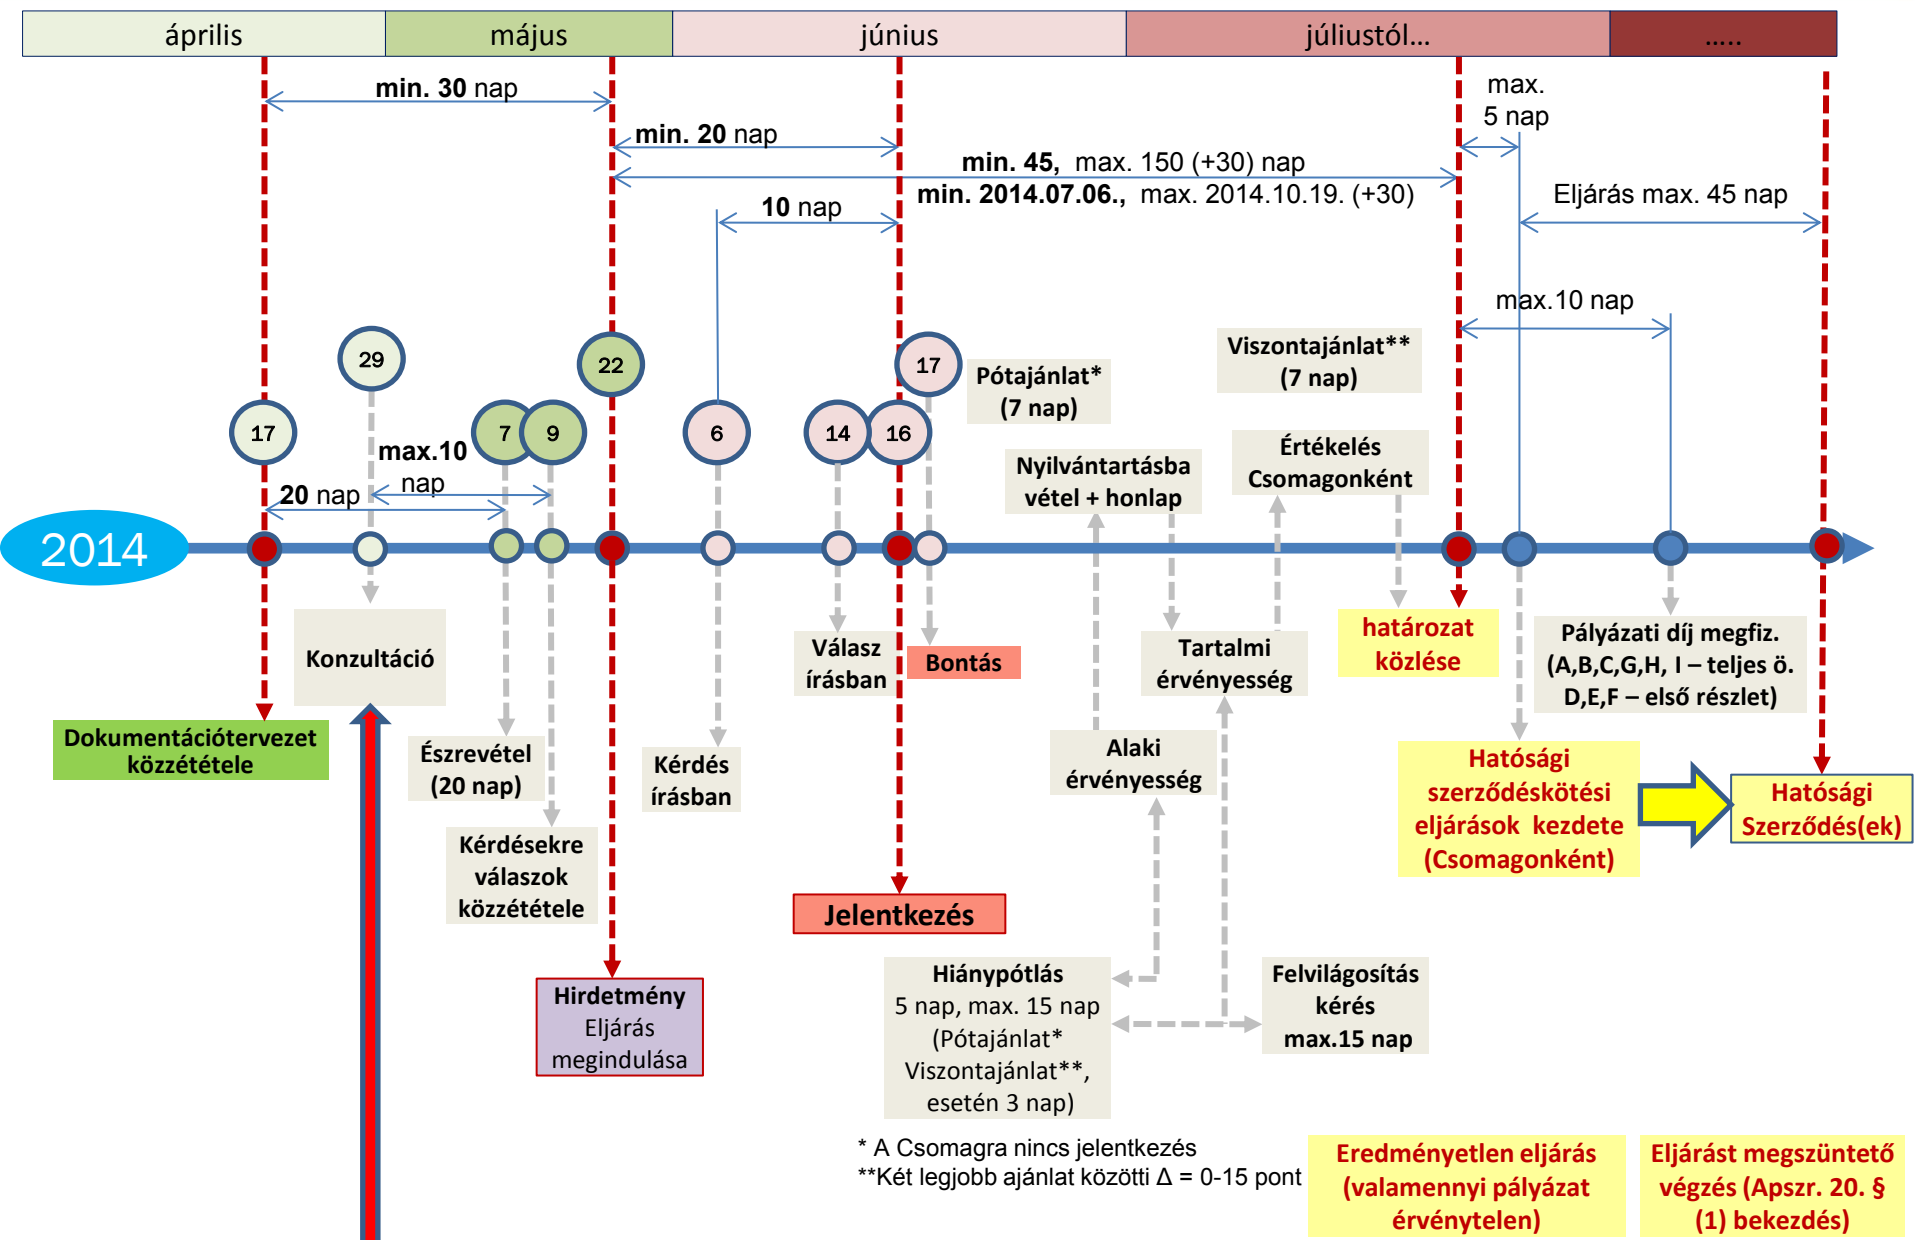 április
május
június
júliustól...
.....
min. 30 nap
max.
5 nap
min. 20 nap
min. 45, max. 150 (+30) nap
min. 2014.07.06., max. 2014.10.19. (+30)
10 nap
Eljárás max. 45 nap
max.10 nap
29
22
17
Pótajánlat*
(7 nap)
Viszontajánlat**
(7 nap)
17
7
9
6
14
16
max.10
nap
20 nap
Nyilvántartásba
vétel + honlap
Értékelés
Csomagonként
2014
Konzultáció
Válasz
írásban
Bontás
Tartalmi
érvényesség
határozat
közlése
Pályázati díj megfiz.
(A,B,C,G,H, I – teljes ö.
D,E,F – első részlet)
Dokumentációtervezet
közzététele
Észrevétel
(20 nap)
Kérdés
írásban
Alaki
érvényesség
Hatósági
szerződéskötési
eljárások kezdete
(Csomagonként)
Hatósági
Szerződés(ek)
Kérdésekre
válaszok
közzététele
Jelentkezés
Hirdetmény
Eljárás
megindulása
Hiánypótlás
5 nap, max. 15 nap
(Pótajánlat*
Viszontajánlat**,
esetén 3 nap)
Felvilágosítás
kérés
max.15 nap
* A Csomagra nincs jelentkezés
**Két legjobb ajánlat közötti Δ = 0-15 pont
Eredményetlen eljárás
(valamennyi pályázat
érvénytelen)
Eljárást megszüntető
végzés (Apszr. 20. §
(1) bekezdés)